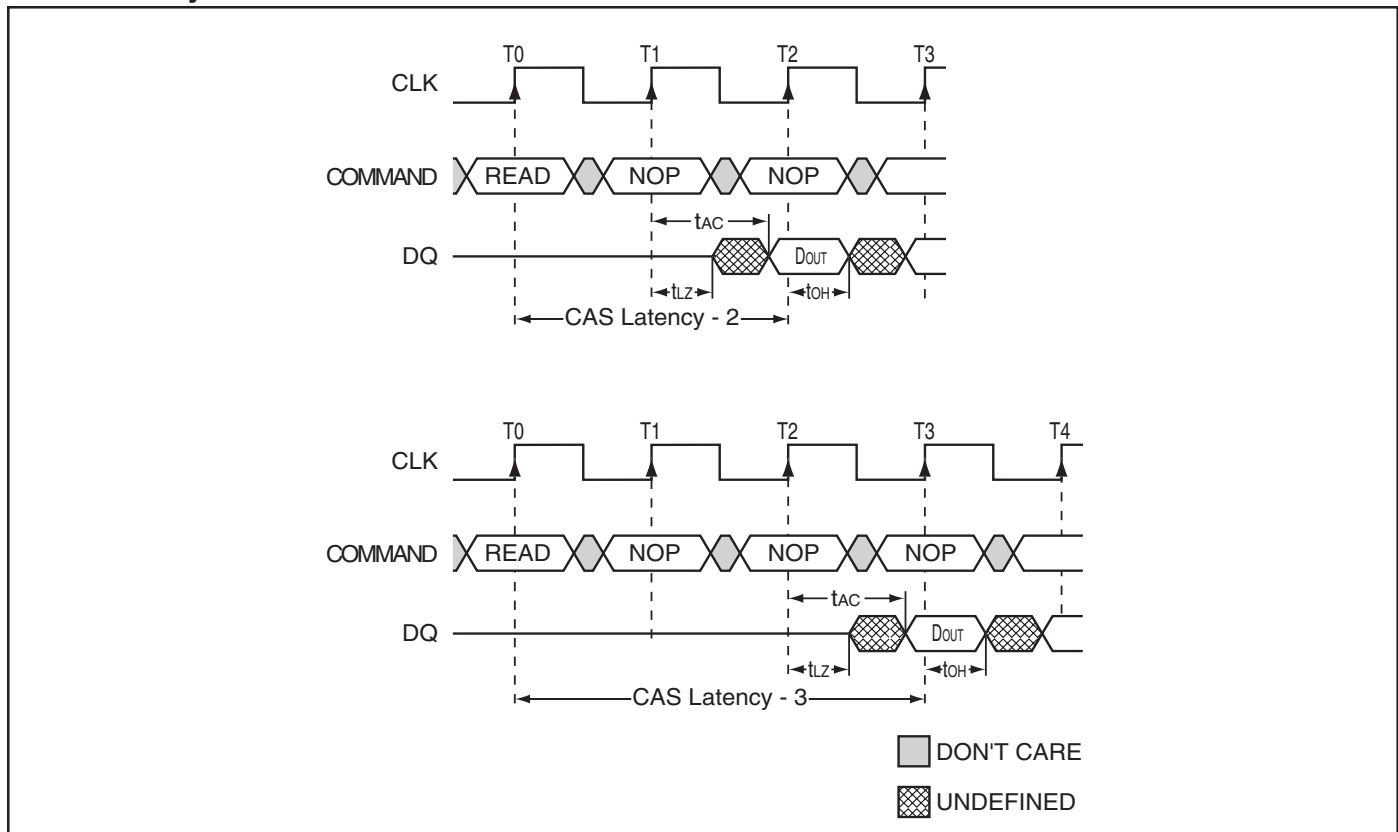 T0 T1 T2 T3
CLK
COMMAND READ NOP NOP
tAC
DQ DOUT
tLZ tOH
CAS Latency - 2
T0 T1 T2 T3 T4
CLK
COMMAND READ NOP NOP NOP
tAC
DQ DOUT
tLZ tOH
CAS Latency - 3
DON'T CARE
UNDEFINED